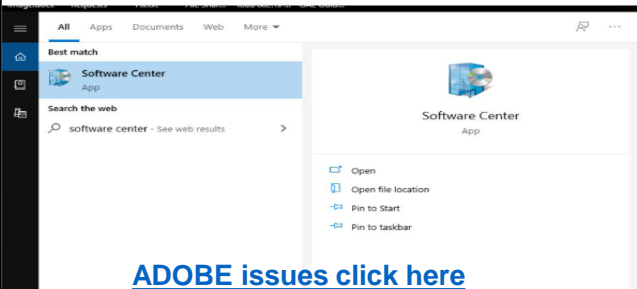 All Apps Documents Web More
Best match
Software Center
App
Search the web
software center - See web results
Software Center
App
Open
Open file location
Pin to Start
Pin to taskbar
ADOBE issues click here